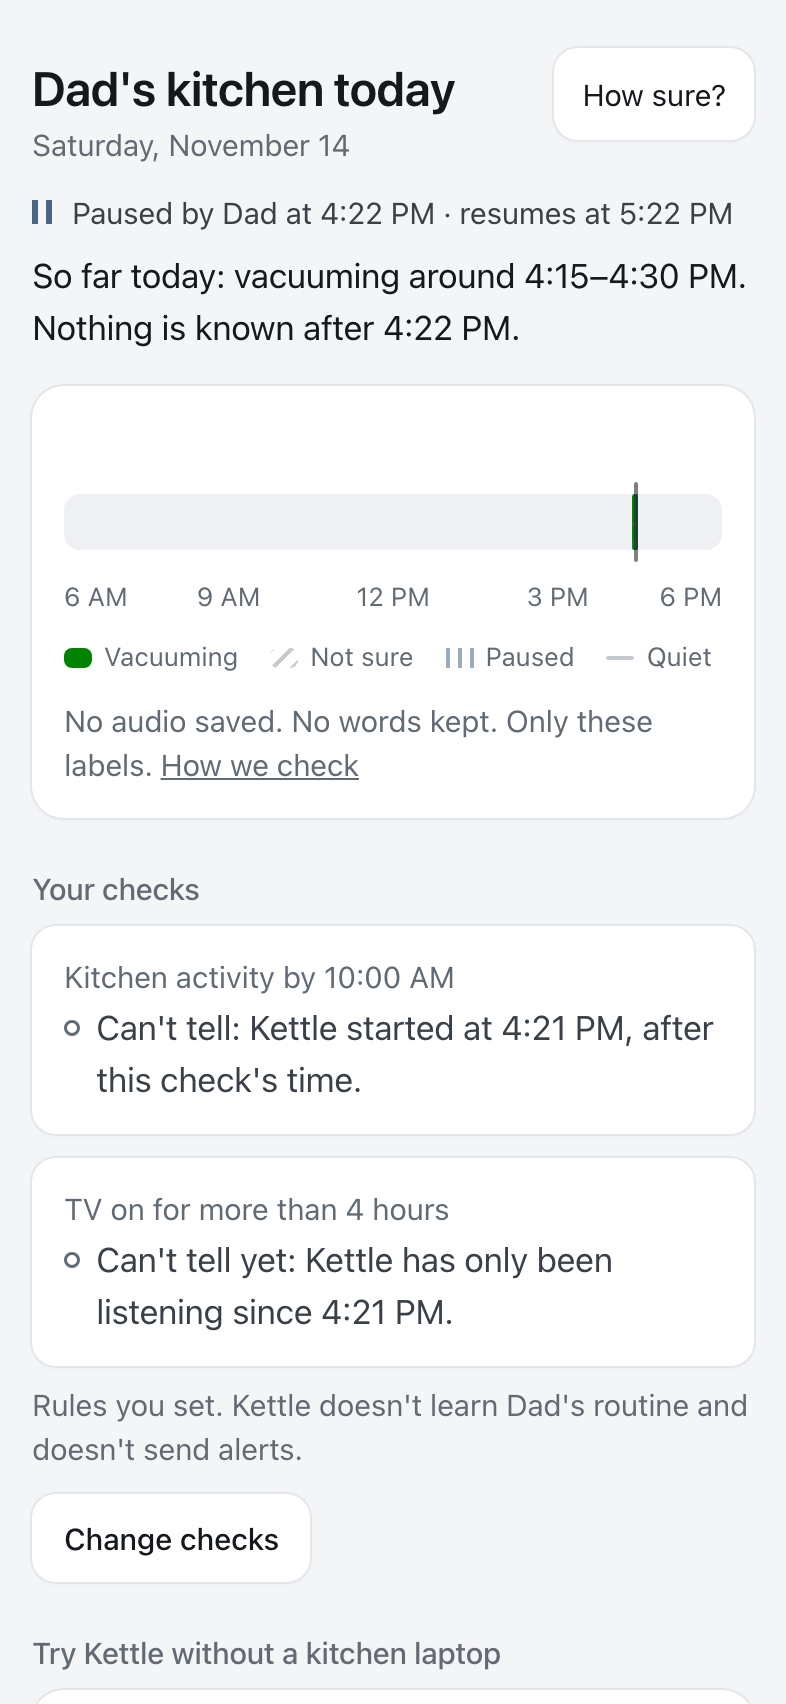 Dad's kitchen today
How sure?
Saturday, November 14
Paused by Dad at 4:22 PM · resumes at 5:22 PM
So far today: vacuuming around 4:15–4:30 PM.
Nothing is known after 4:22 PM.
6 AM 9 AM 12 PM 3 PM 6 PM
Vacuuming Not sure Paused Quiet
No audio saved. No words kept. Only these
labels. How we check
Your checks
Kitchen activity by 10:00 AM
Can't tell: Kettle started at 4:21 PM, after
this check's time.
TV on for more than 4 hours
Can't tell yet: Kettle has only been
listening since 4:21 PM.
Rules you set. Kettle doesn't learn Dad's routine and
doesn't send alerts.
Change checks
Try Kettle without a kitchen laptop